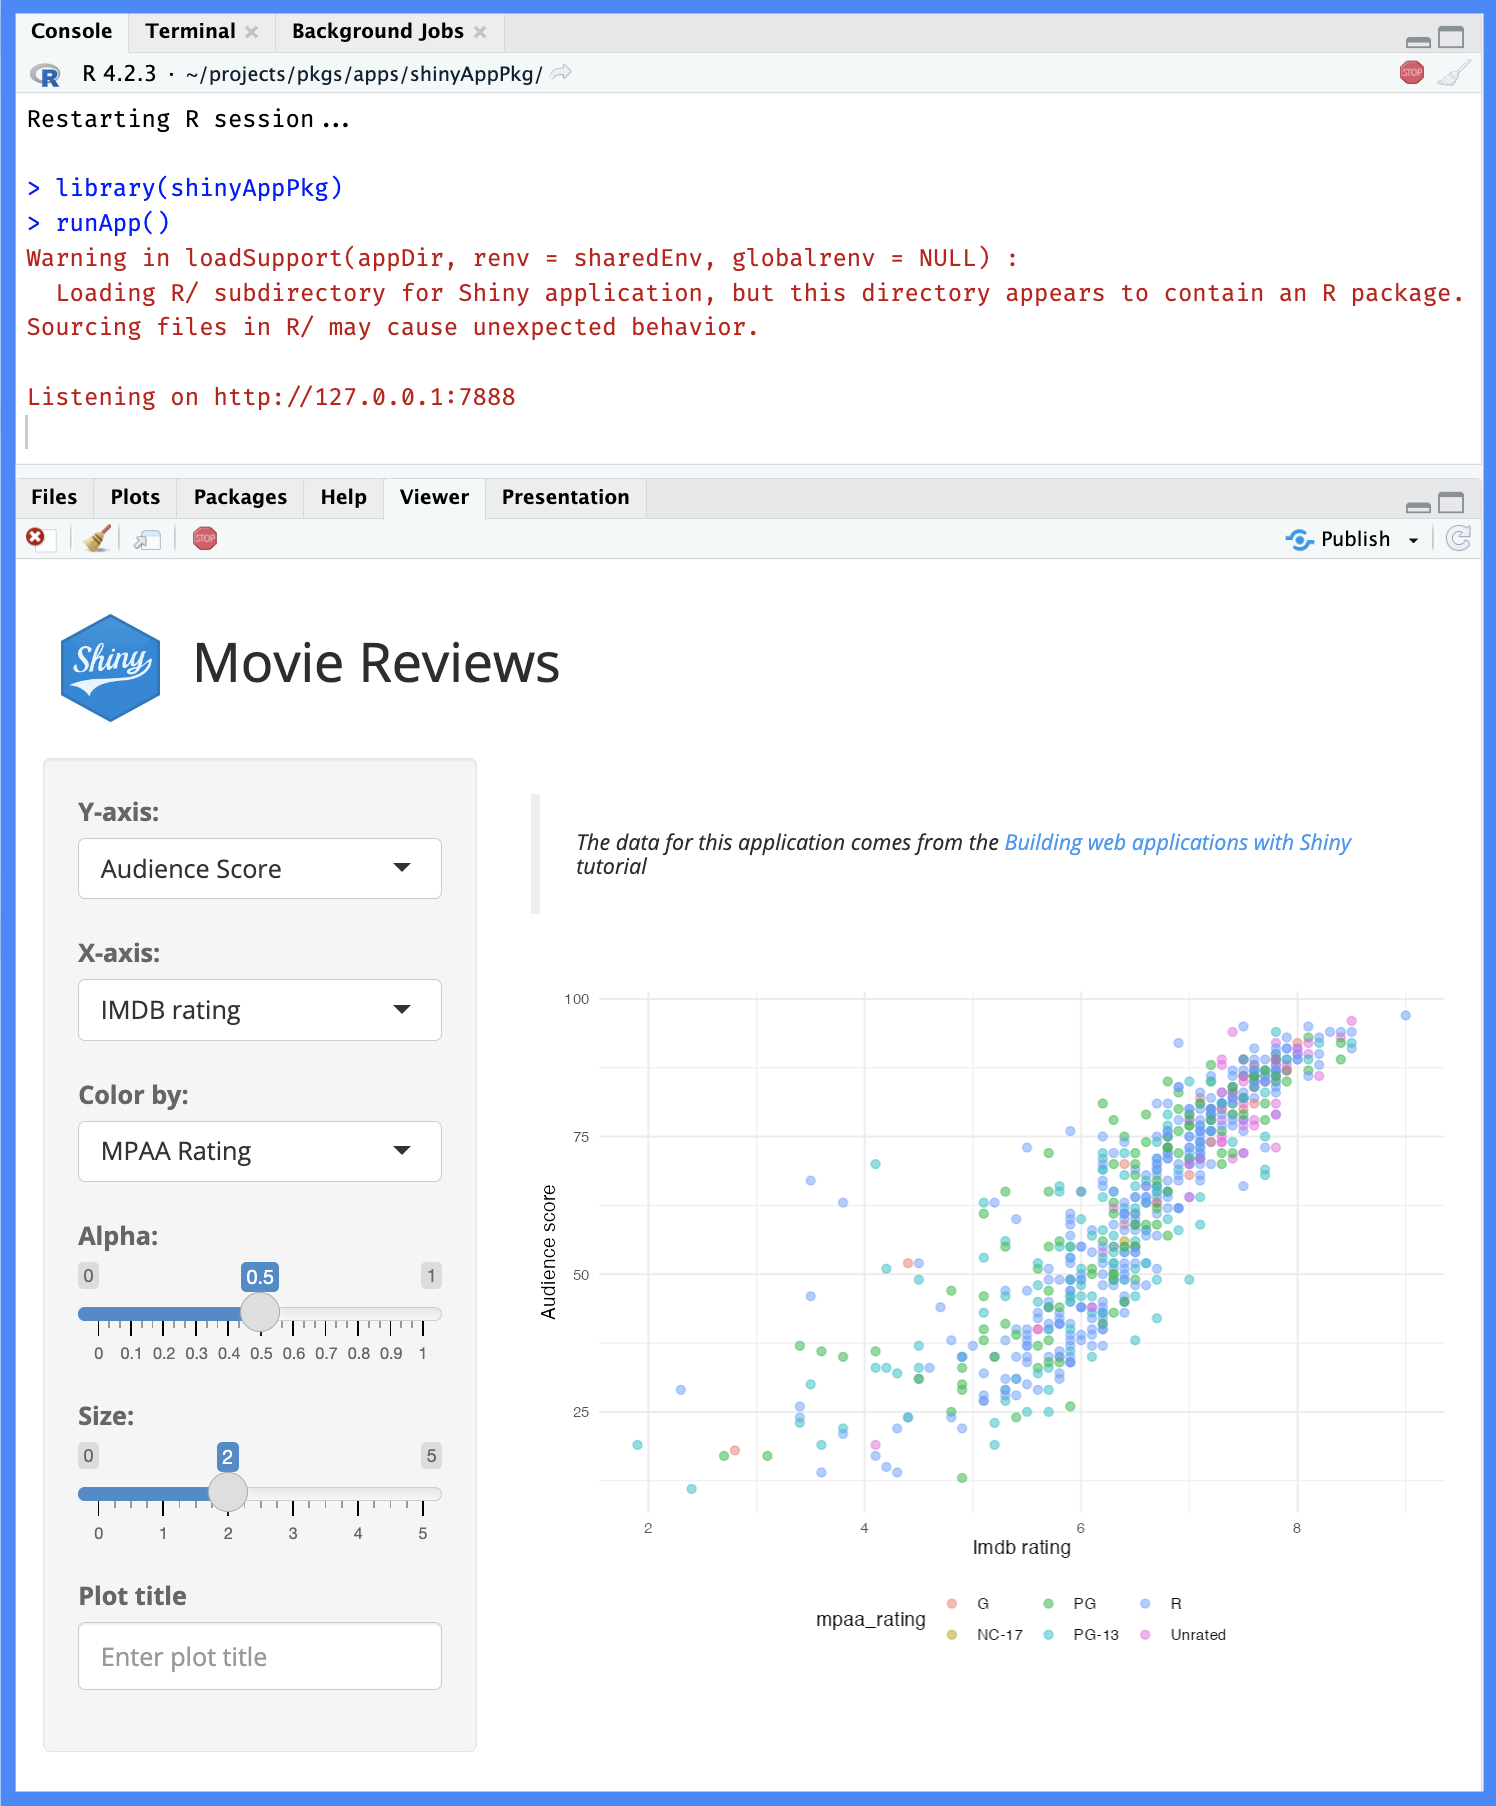 Console Terminal Background Jobs
R 4.2.3 · ~/projects/pkgs/apps/shinyAppPkg/
STOP
Restarting R session...
> library(shinyAppPkg)
> runApp()
Warning in loadSupport(appDir, renv = sharedEnv, globalrenv = NULL) :
  Loading R/ subdirectory for Shiny application, but this directory appears to contain an R package.
Sourcing files in R/ may cause unexpected behavior.
Listening on http://127.0.0.1:7888
Files Plots Packages Help Viewer Presentation
STOP
Publish
Shiny
Movie Reviews
Y-axis:
Audience Score
X-axis:
IMDB rating
Color by:
MPAA Rating
Alpha:
0 0.5 1
0 0.1 0.2 0.3 0.4 0.5 0.6 0.7 0.8 0.9 1
Size:
0 2 5
0 1 2 3 4 5
Plot title
Enter plot title
The data for this application comes from the Building web applications with Shiny
tutorial
100
75
50
25
Audience score
2 4 6 8
Imdb rating
mpaa_rating
G PG R
NC-17 PG-13 Unrated